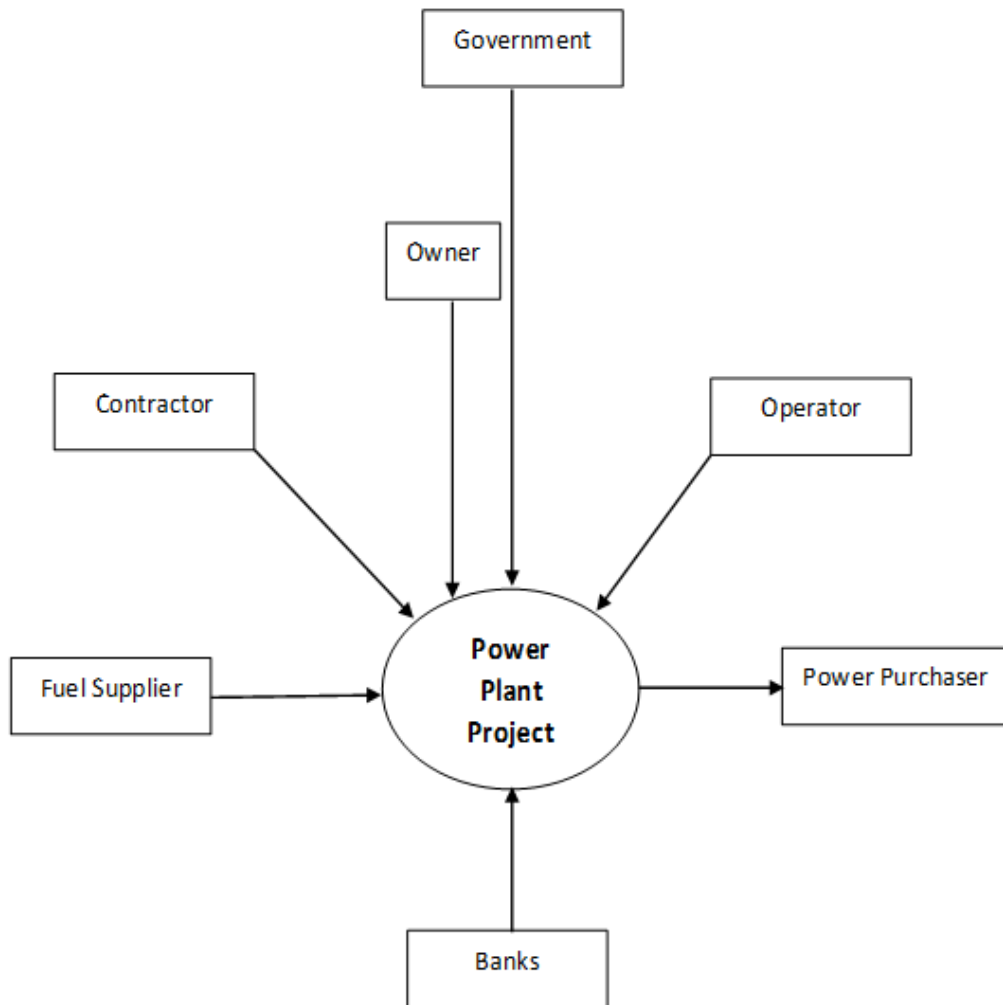 Government
Owner
Contractor
Operator
Power
Plant
Project
Fuel Supplier
Power Purchaser
Banks